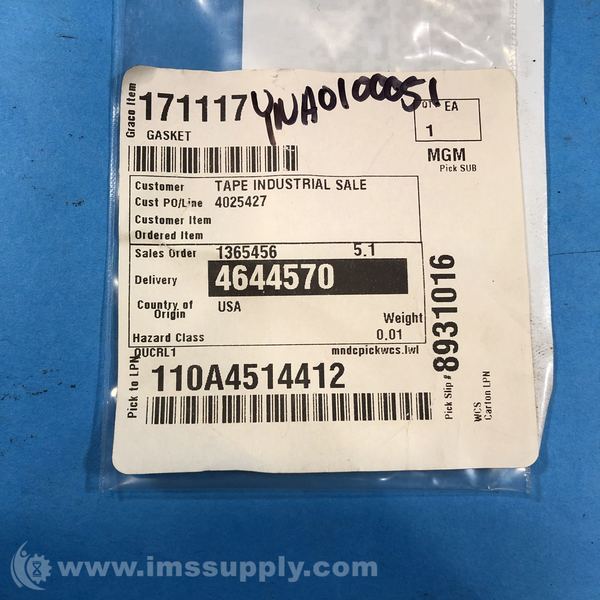 Graco Item
171117 YNA0100051
GASKET
QT EA
1
MGM
Pick SUB
Customer TAPE INDUSTRIAL SALE
Cust PO/Line 4025427
Customer Item
Ordered Item
Sales Order 1365456 5.1
Delivery 4644570
Country of Origin USA
Weight
0.01
Hazard Class
QUCRL1 mndcpickwcs.lwl
Pick to LPN
110A4514412
Pick Slip # 8931016
WCS
Carton LPN
www.imssupply.com